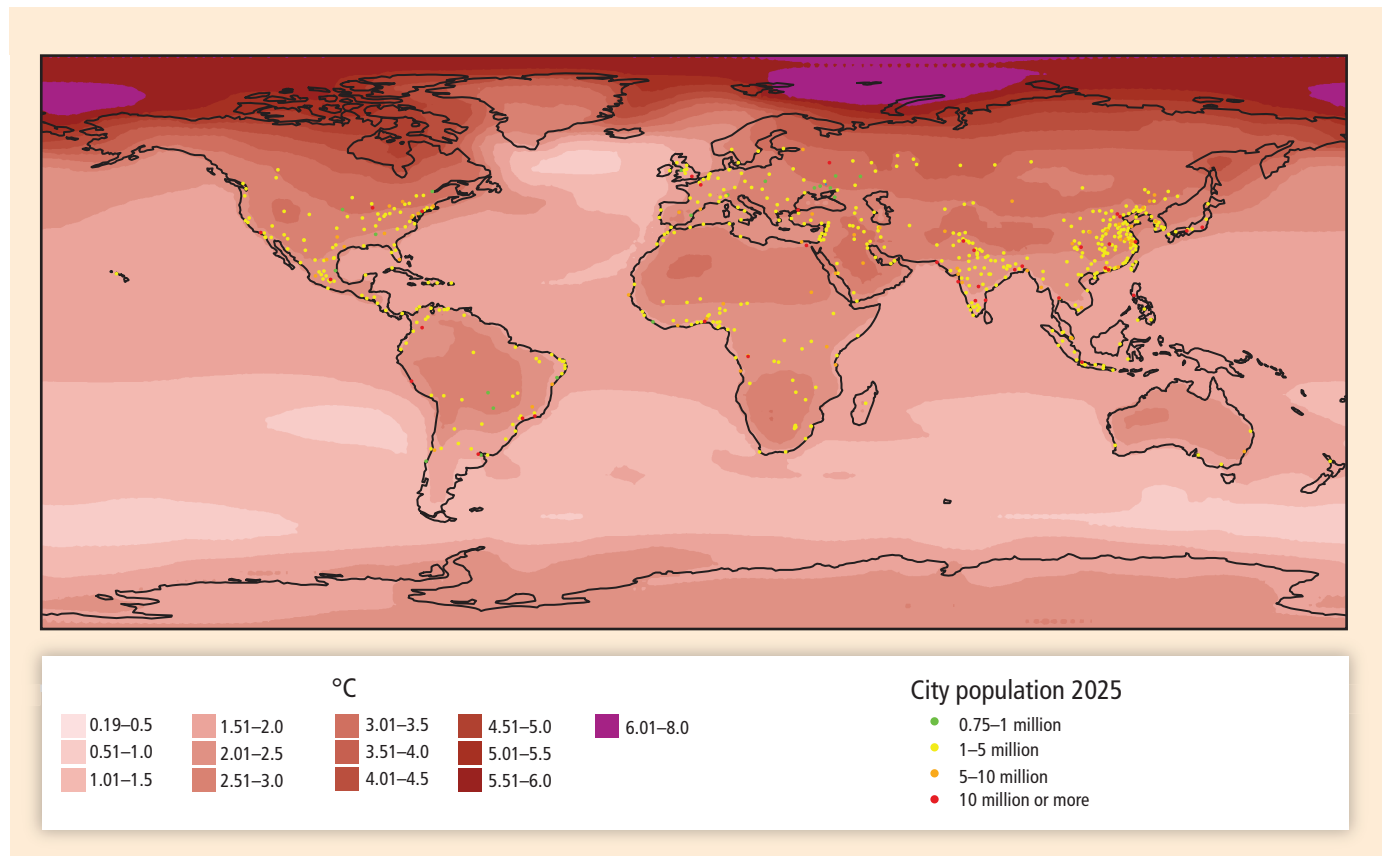 °C
0.19–0.5
0.51–1.0
1.01–1.5
1.51–2.0
2.01–2.5
2.51–3.0
3.01–3.5
3.51–4.0
4.01–4.5
4.51–5.0
5.01–5.5
5.51–6.0
6.01–8.0
City population 2025
0.75–1 million
1–5 million
5–10 million
10 million or more